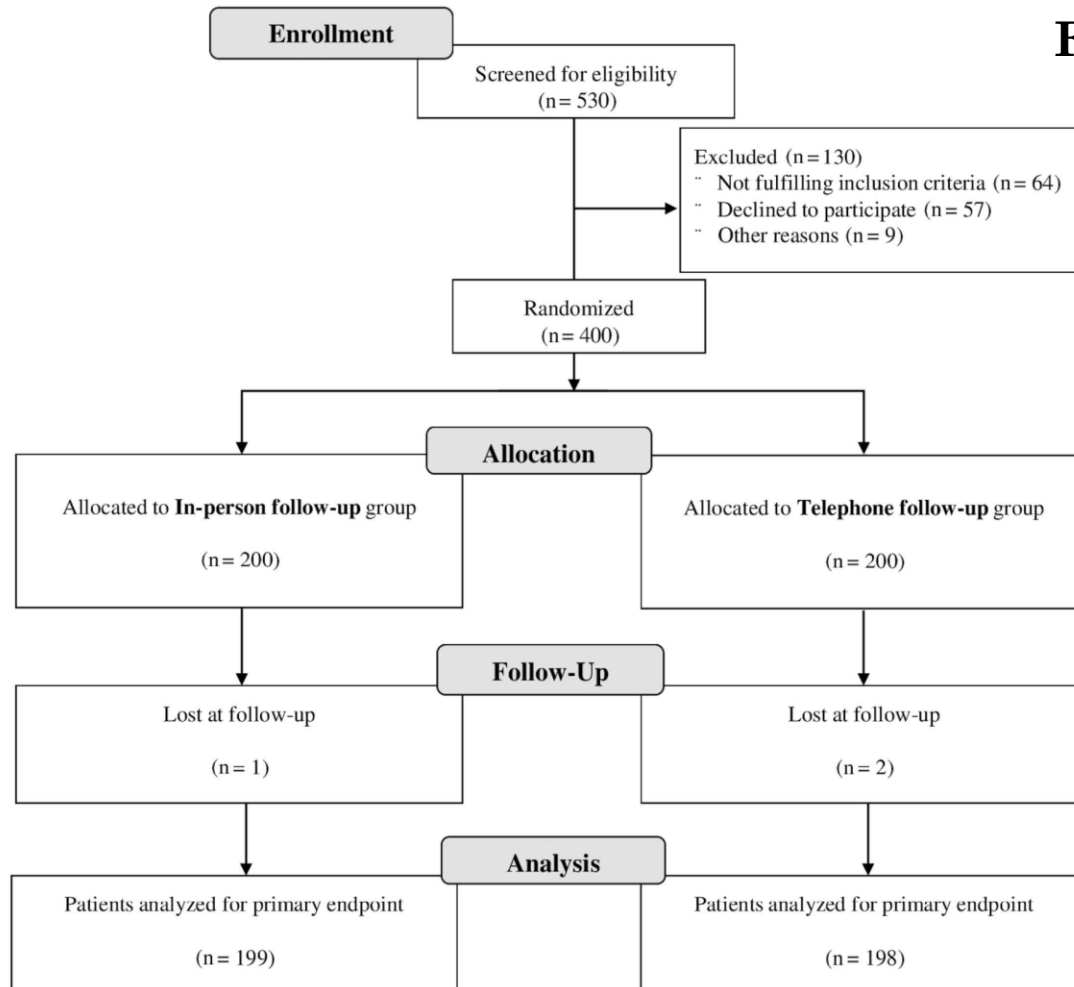 Enrollment
E
Screened for eligibility
(n = 530)
Excluded (n = 130)
¨ Not fulfilling inclusion criteria (n = 64)
¨ Declined to participate (n = 57)
¨ Other reasons (n = 9)
Randomized
(n = 400)
Allocation
Allocated to In-person follow-up group
(n = 200)
Allocated to Telephone follow-up group
(n = 200)
Follow-Up
Lost at follow-up
(n = 1)
Lost at follow-up
(n = 2)
Analysis
Patients analyzed for primary endpoint
(n = 199)
Patients analyzed for primary endpoint
(n = 198)